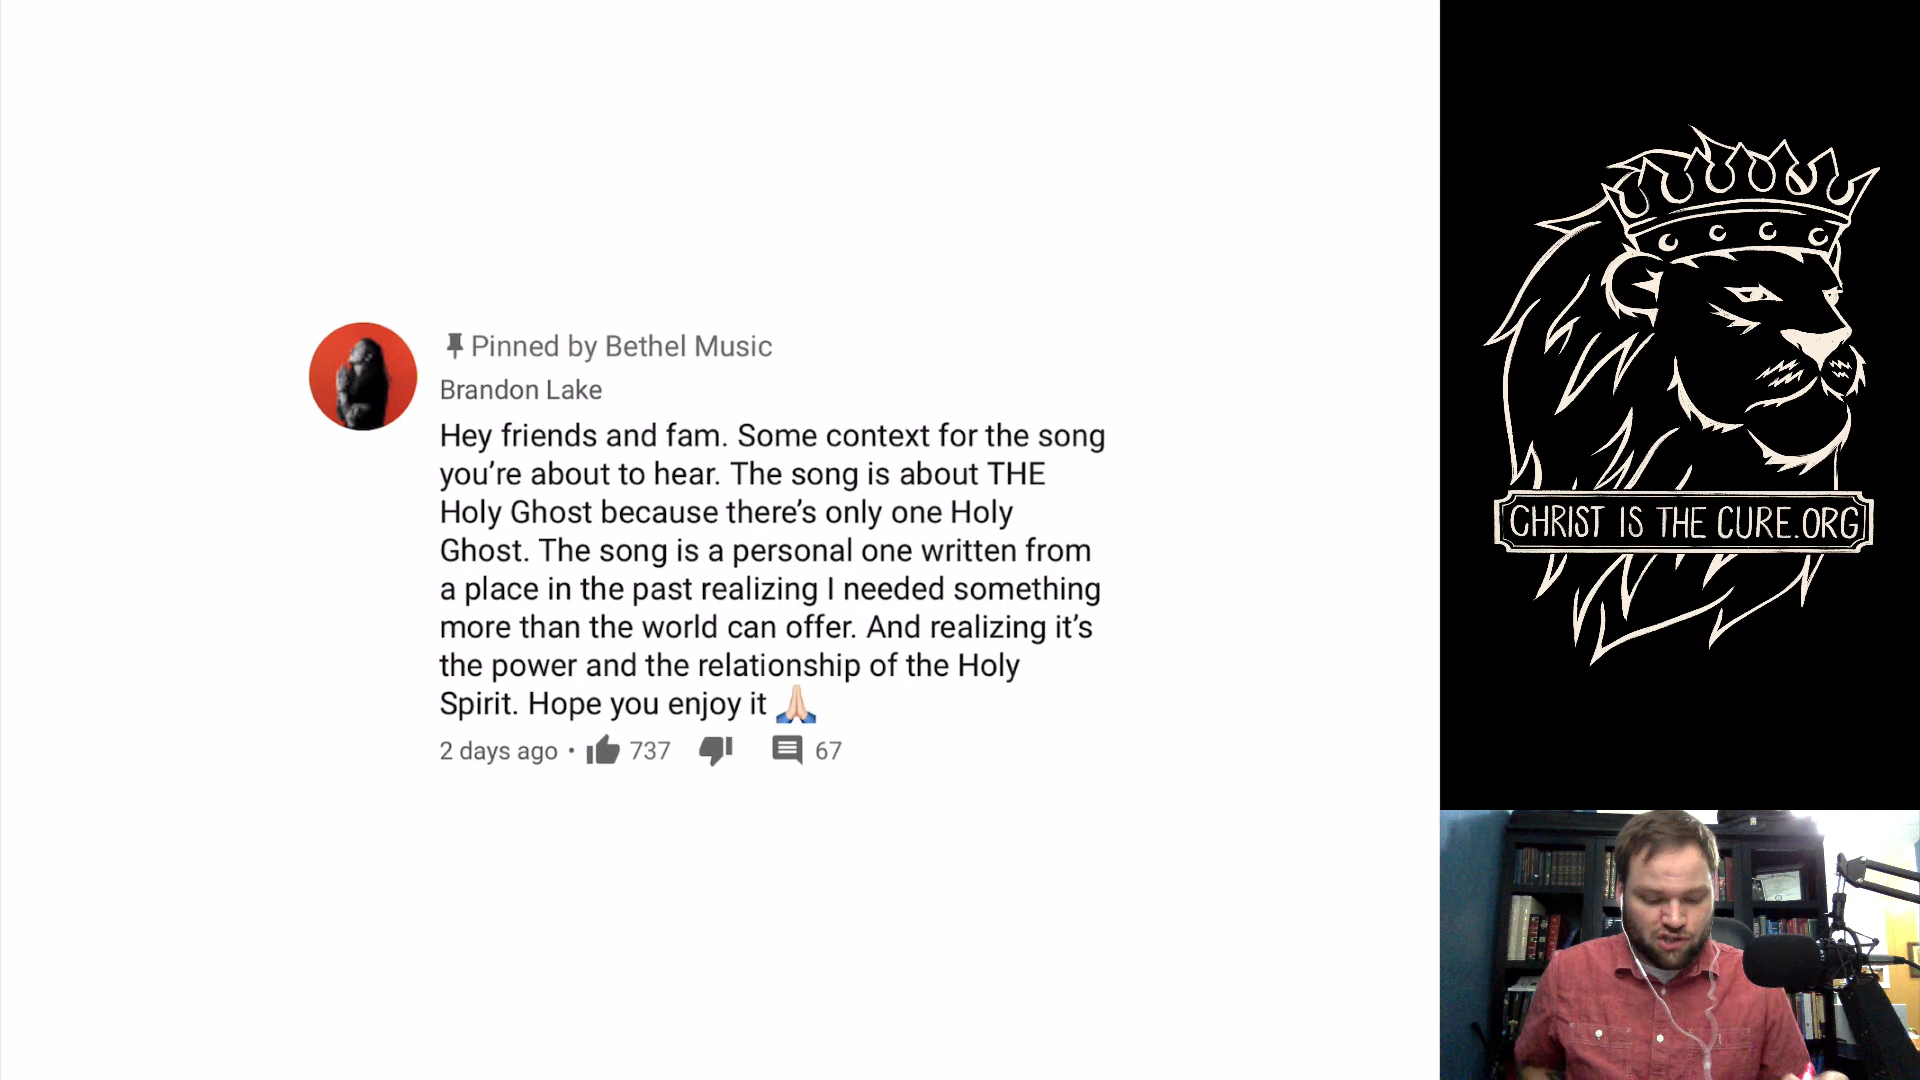 Pinned by Bethel Music
Brandon Lake
Hey friends and fam. Some context for the song
you’re about to hear. The song is about THE
Holy Ghost because there’s only one Holy
Ghost. The song is a personal one written from
a place in the past realizing I needed something
more than the world can offer. And realizing it’s
the power and the relationship of the Holy
Spirit. Hope you enjoy it 🙏🏻
2 days ago • 737 67
CHRIST IS THE CURE.ORG